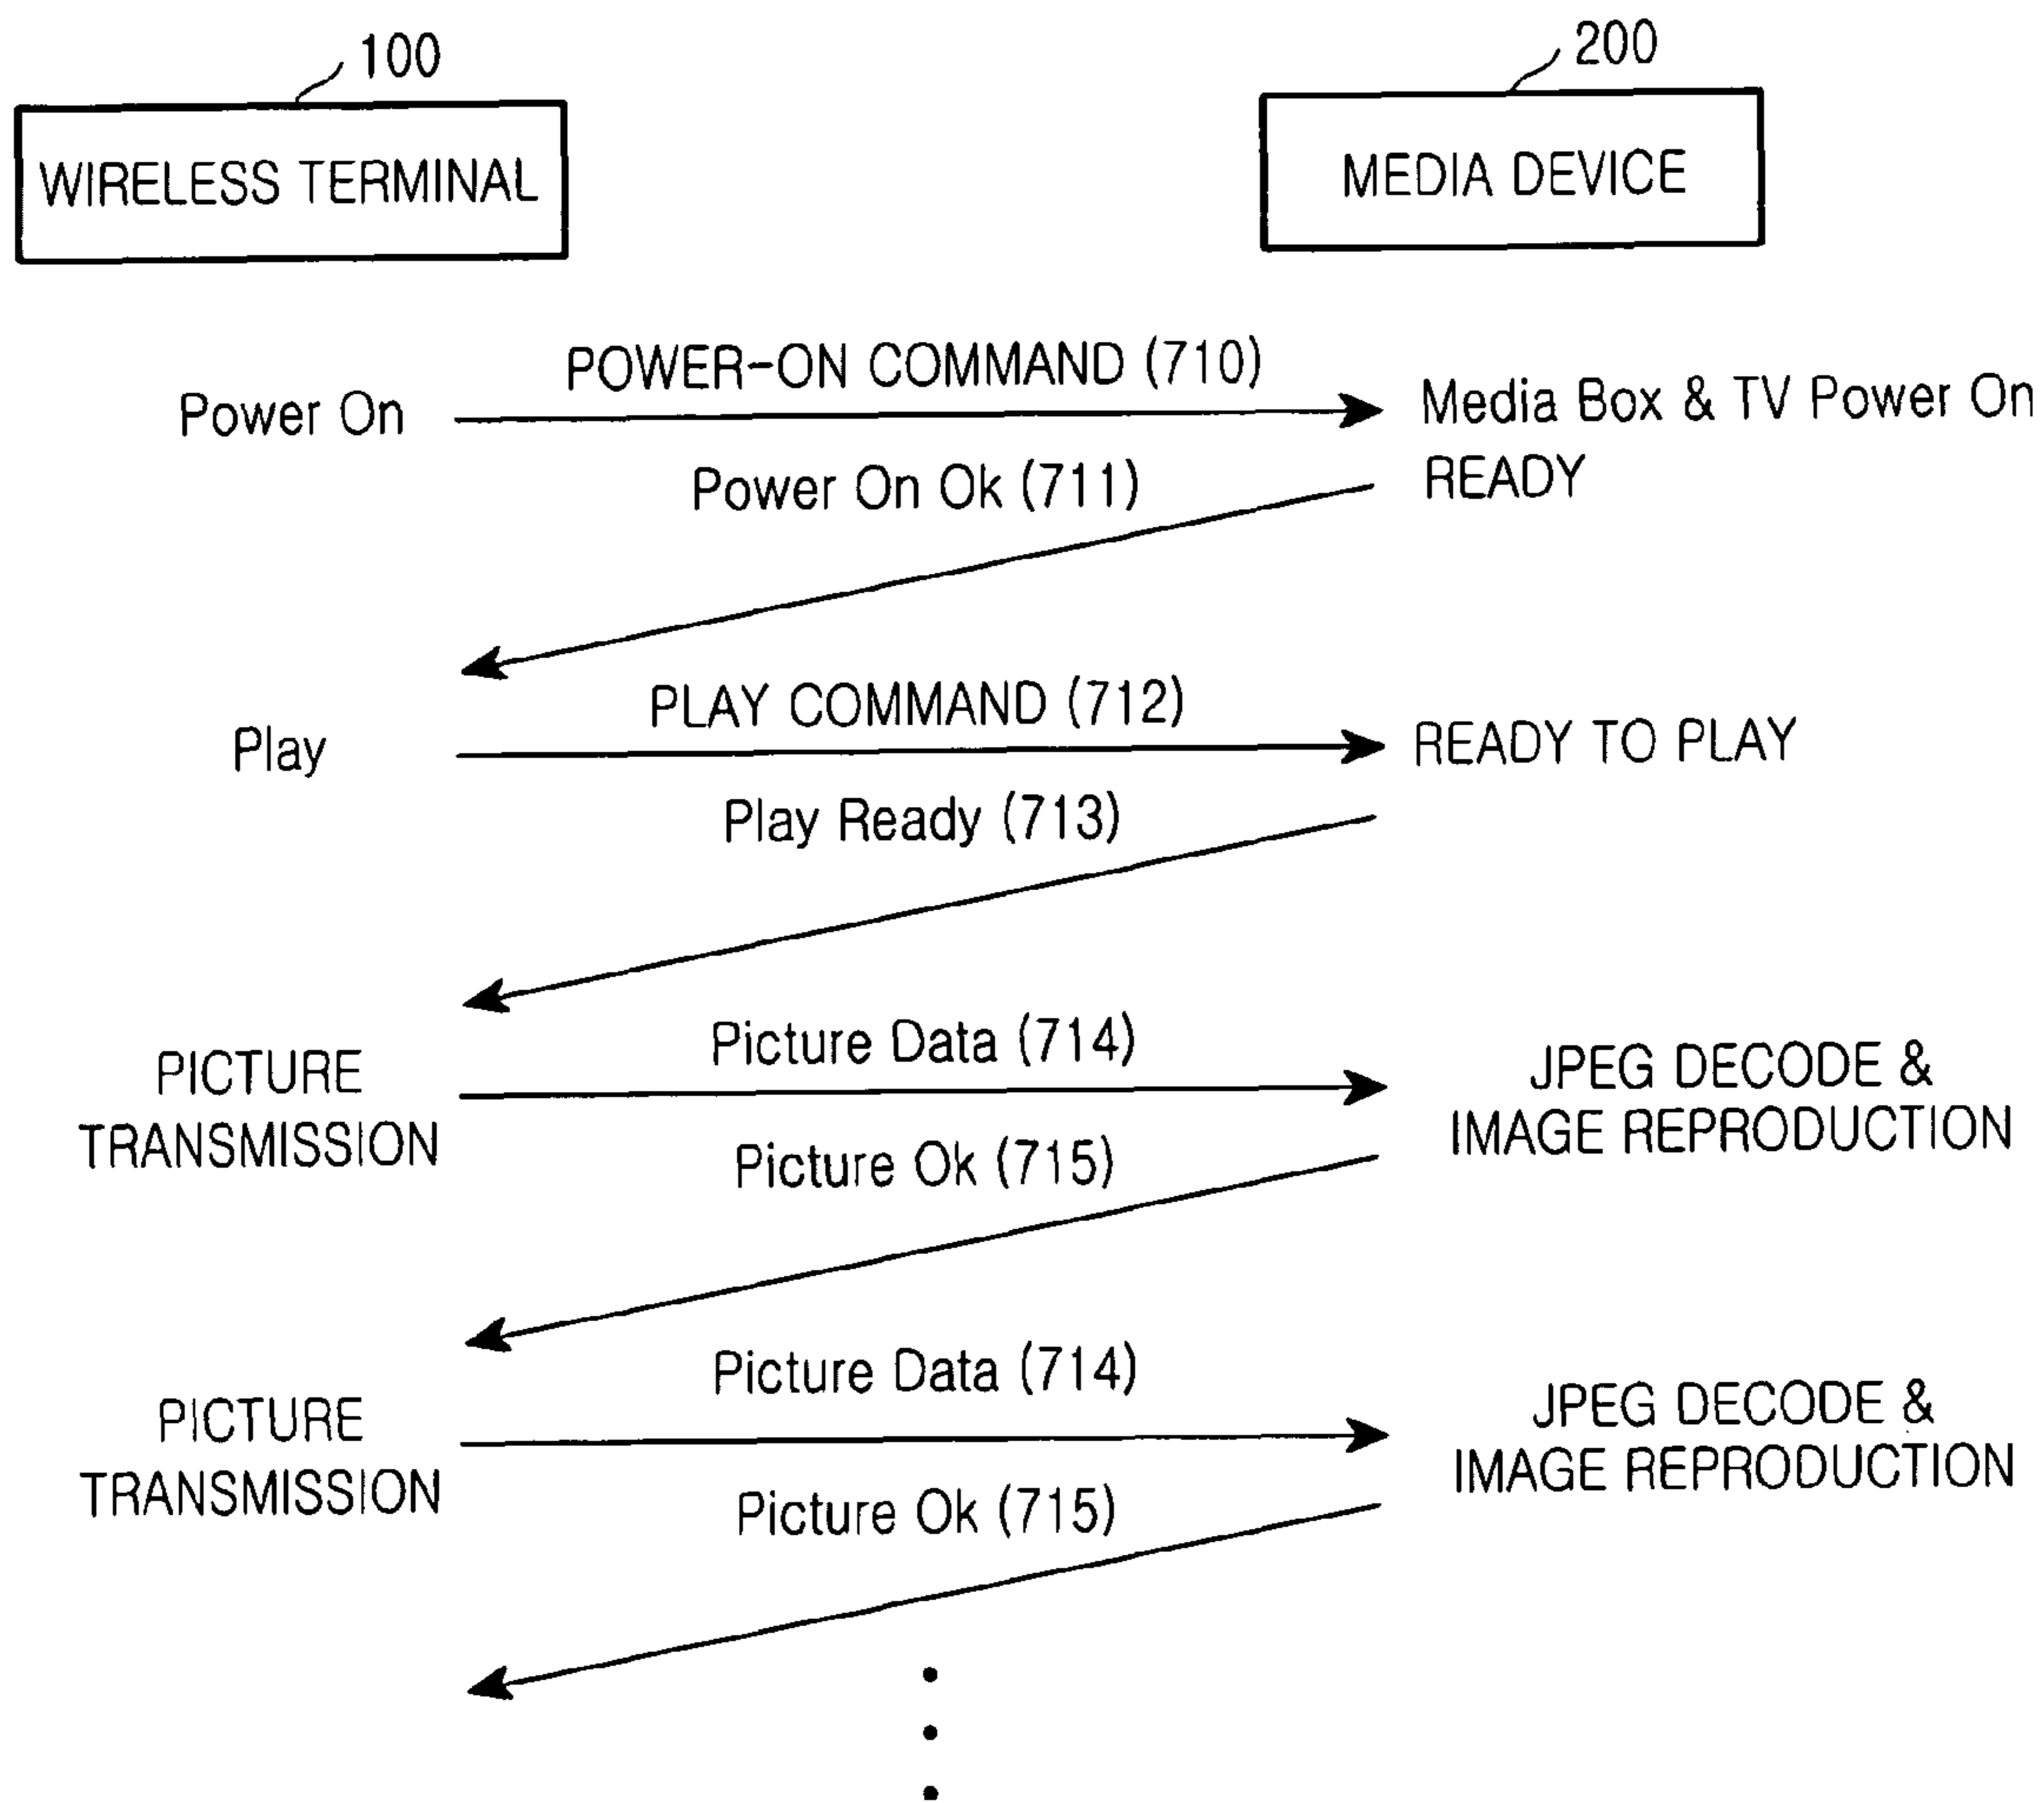 100
200
WIRELESS TERMINAL
MEDIA DEVICE
POWER-ON COMMAND (710)
Power On
Media Box & TV Power On
READY
Power On Ok (711)
PLAY COMMAND (712)
Play
READY TO PLAY
Play Ready (713)
Picture Data (714)
PICTURE
TRANSMISSION
JPEG DECODE &
IMAGE REPRODUCTION
Picture Ok (715)
Picture Data (714)
PICTURE
TRANSMISSION
JPEG DECODE &
IMAGE REPRODUCTION
Picture Ok (715)